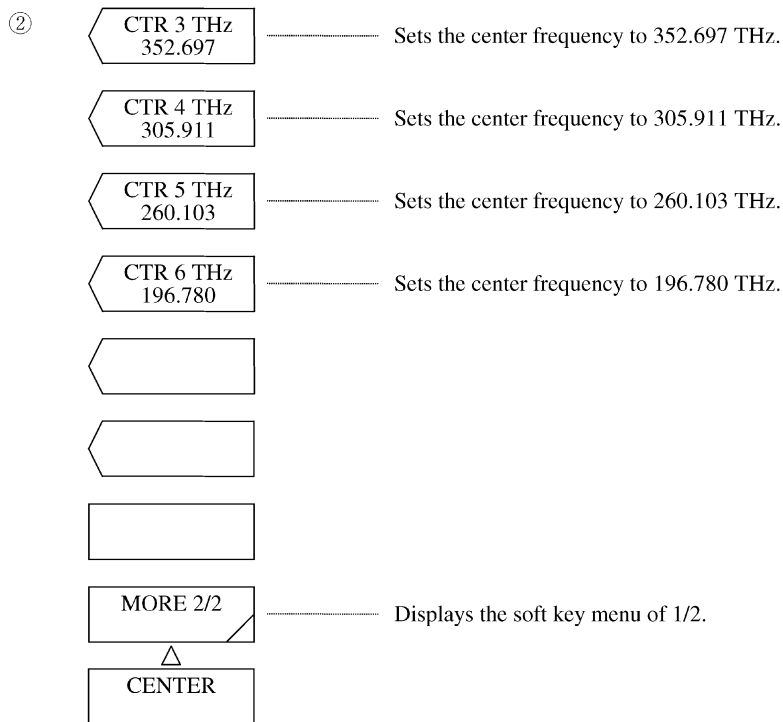 ②
CTR 3 THz
352.697
Sets the center frequency to 352.697 THz.
CTR 4 THz
305.911
Sets the center frequency to 305.911 THz.
CTR 5 THz
260.103
Sets the center frequency to 260.103 THz.
CTR 6 THz
196.780
Sets the center frequency to 196.780 THz.
MORE 2/2
Displays the soft key menu of 1/2.
CENTER